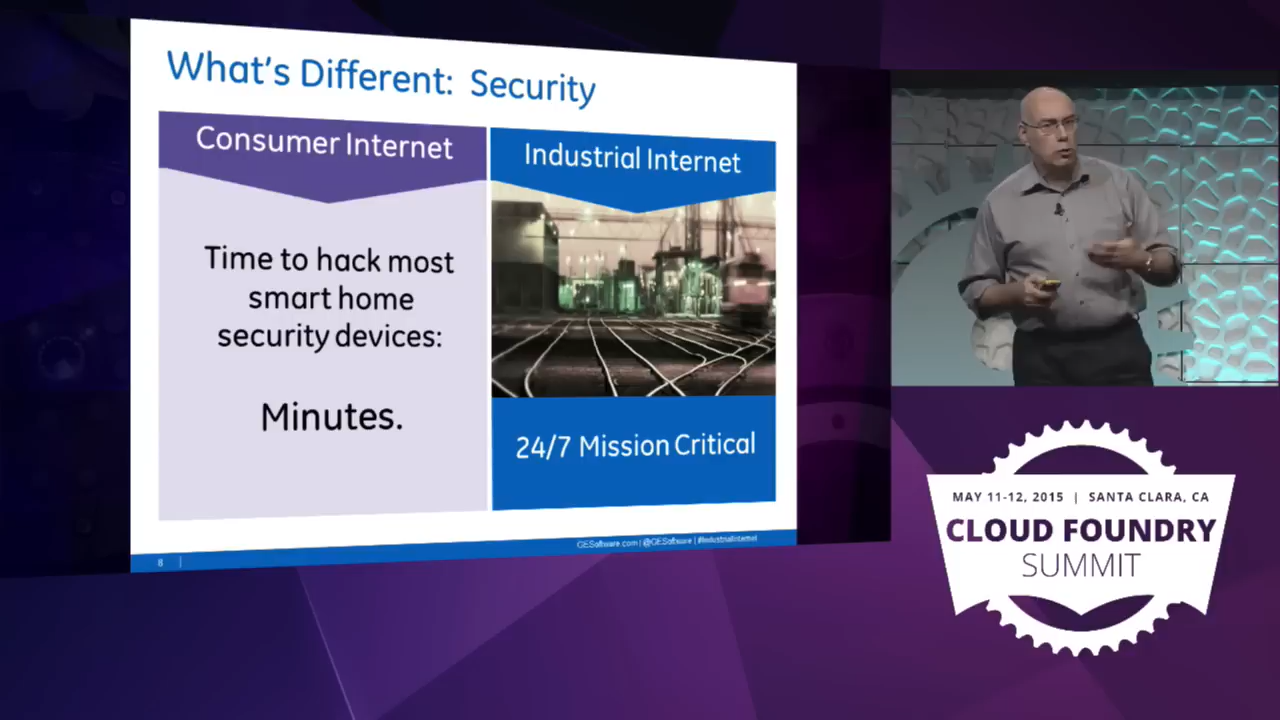 What's Different: Security
Consumer Internet
Time to hack most
smart home
security devices:
Minutes.
Industrial Internet
24/7 Mission Critical
8
GESoftware.com | @GESoftware | #IndustrialInternet
MAY 11-12, 2015 | SANTA CLARA, CA
CLOUD FOUNDRY
SUMMIT